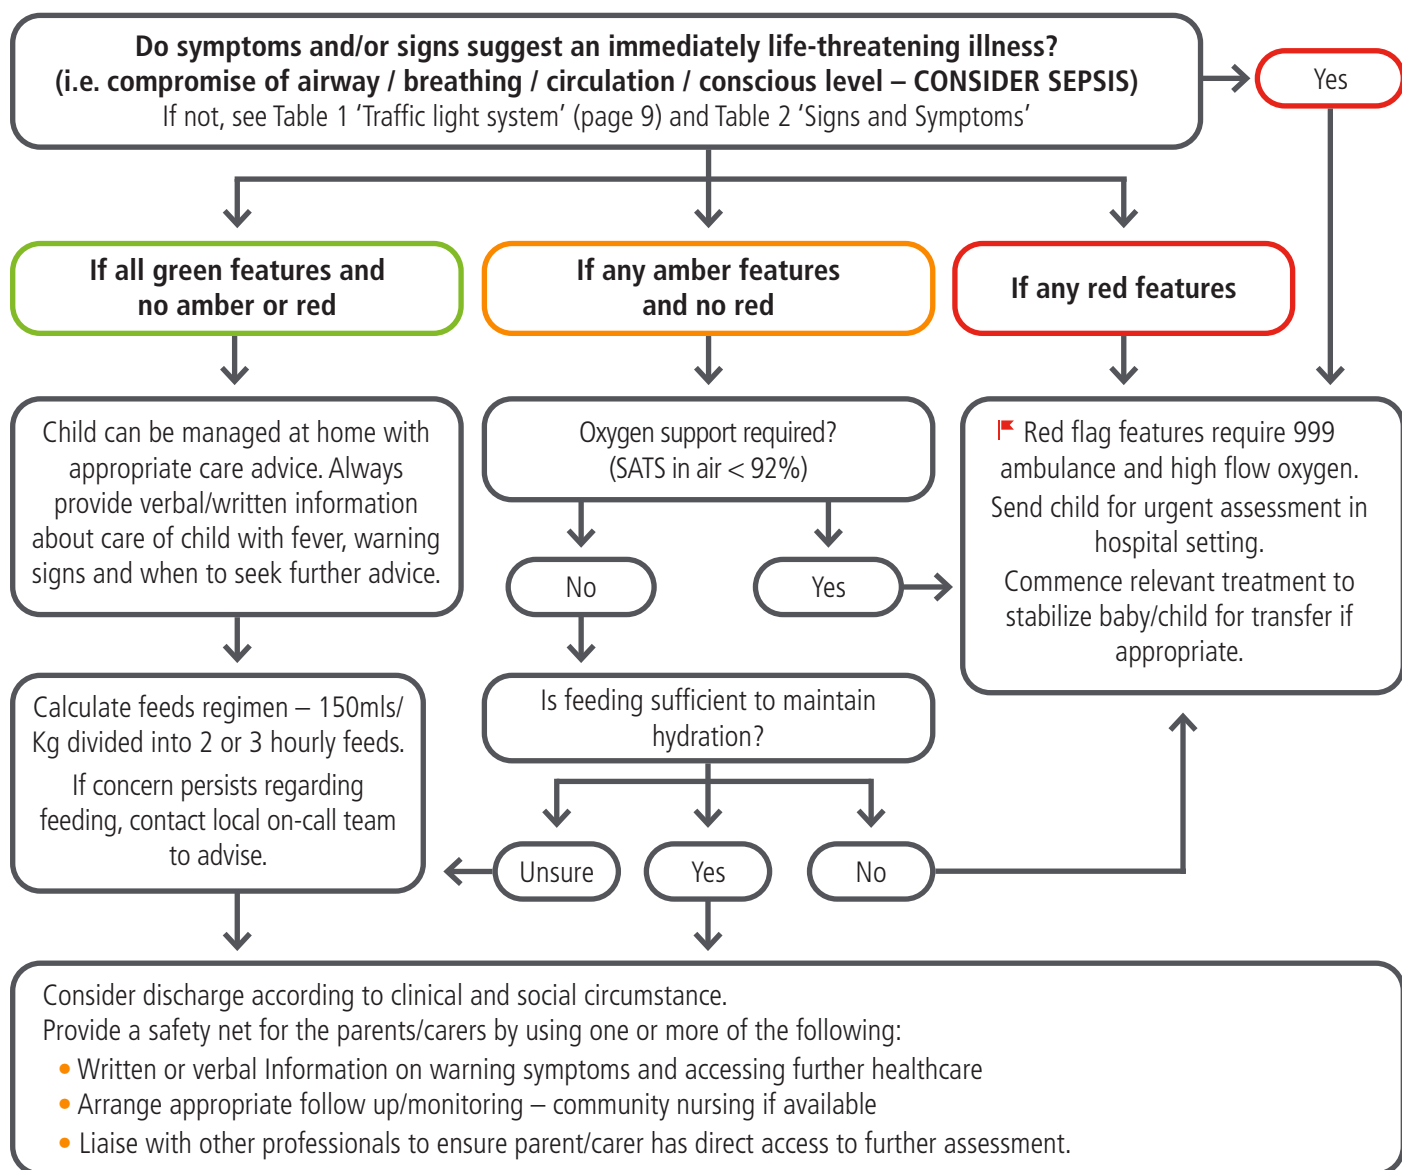 Do symptoms and/or signs suggest an immediately life-threatening illness?
(i.e. compromise of airway / breathing / circulation / conscious level – CONSIDER SEPSIS)
If not, see Table 1 ‘Traffic light system’ (page 9) and Table 2 ‘Signs and Symptoms’
Yes
If all green features and
no amber or red
If any amber features
and no red
If any red features
Child can be managed at home with
appropriate care advice. Always
provide verbal/written information
about care of child with fever, warning
signs and when to seek further advice.
Oxygen support required?
(SATS in air < 92%)
Red flag features require 999
ambulance and high flow oxygen.
Send child for urgent assessment in
hospital setting.
Commence relevant treatment to
stabilize baby/child for transfer if
appropriate.
No
Yes
Calculate feeds regimen – 150mls/
Kg divided into 2 or 3 hourly feeds.
If concern persists regarding
feeding, contact local on-call team
to advise.
Is feeding sufficient to maintain
hydration?
Unsure
Yes
No
Consider discharge according to clinical and social circumstance.
Provide a safety net for the parents/carers by using one or more of the following:
• Written or verbal Information on warning symptoms and accessing further healthcare
• Arrange appropriate follow up/monitoring – community nursing if available
• Liaise with other professionals to ensure parent/carer has direct access to further assessment.